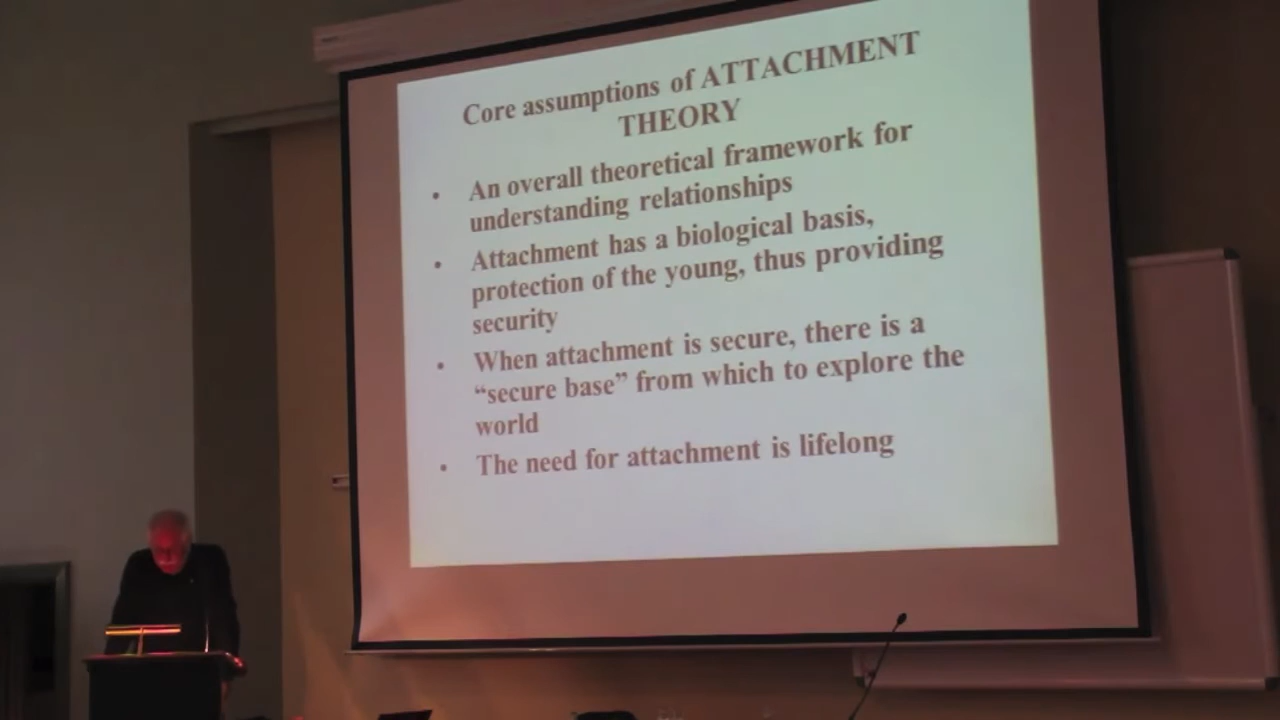 Core assumptions of ATTACHMENT
THEORY
• An overall theoretical framework for
understanding relationships
• Attachment has a biological basis,
protection of the young, thus providing
security
• When attachment is secure, there is a
“secure base” from which to explore the
world
• The need for attachment is lifelong